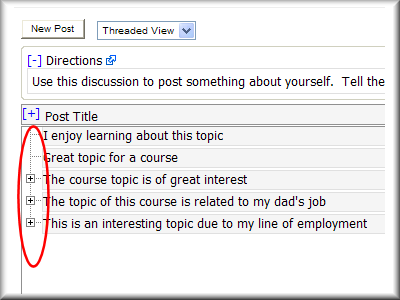 New Post Threaded View
[-] Directions
Use this discussion to post something about yourself. Tell the
[+] Post Title
I enjoy learning about this topic
Great topic for a course
The course topic is of great interest
The topic of this course is related to my dad's job
This is an interesting topic due to my line of employment